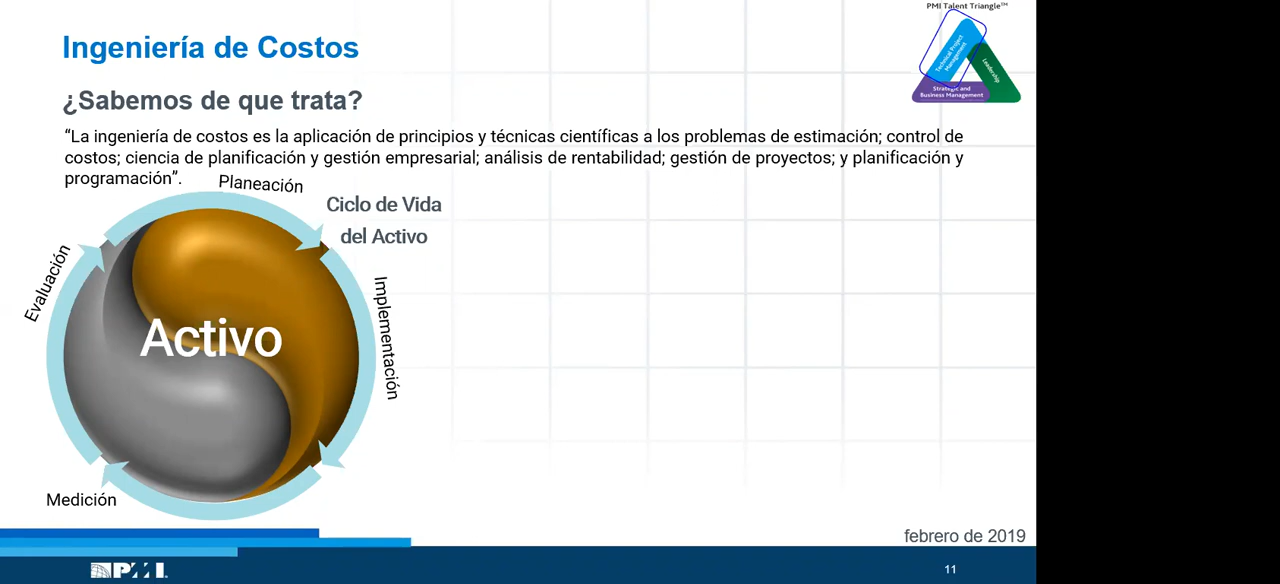 PMI Talent Triangle™
Ingeniería de Costos
Technical Project
Management
Leadership
Strategic and
Business Management
¿Sabemos de que trata?
“La ingeniería de costos es la aplicación de principios y técnicas científicas a los problemas de estimación; control de
costos; ciencia de planificación y gestión empresarial; análisis de rentabilidad; gestión de proyectos; y planificación y
programación”.
Planeación
Ciclo de Vida
del Activo
Evaluación
Implementación
Activo
Medición
febrero de 2019
PMI
11